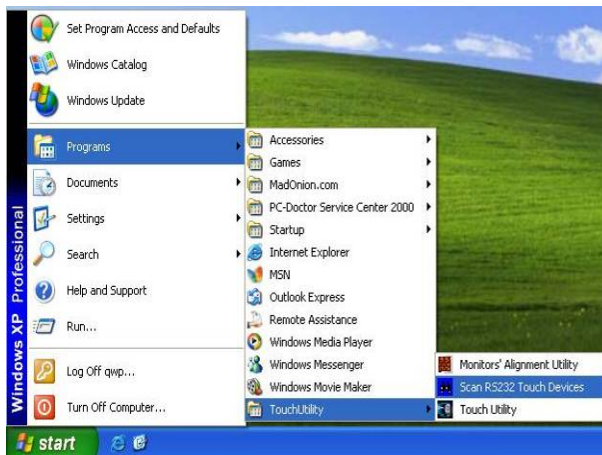 Set Program Access and Defaults
Windows Catalog
Windows Update
Programs
Documents
Settings
Search
Help and Support
Run...
Log Off qwp...
Turn Off Computer...
Windows XP Professional
Accessories
Games
MadOnion.com
PC-Doctor Service Center 2000
Startup
Internet Explorer
MSN
Outlook Express
Remote Assistance
Windows Media Player
Windows Messenger
Windows Movie Maker
TouchUtility
Monitors' Alignment Utility
Scan RS232 Touch Devices
Touch Utility
start